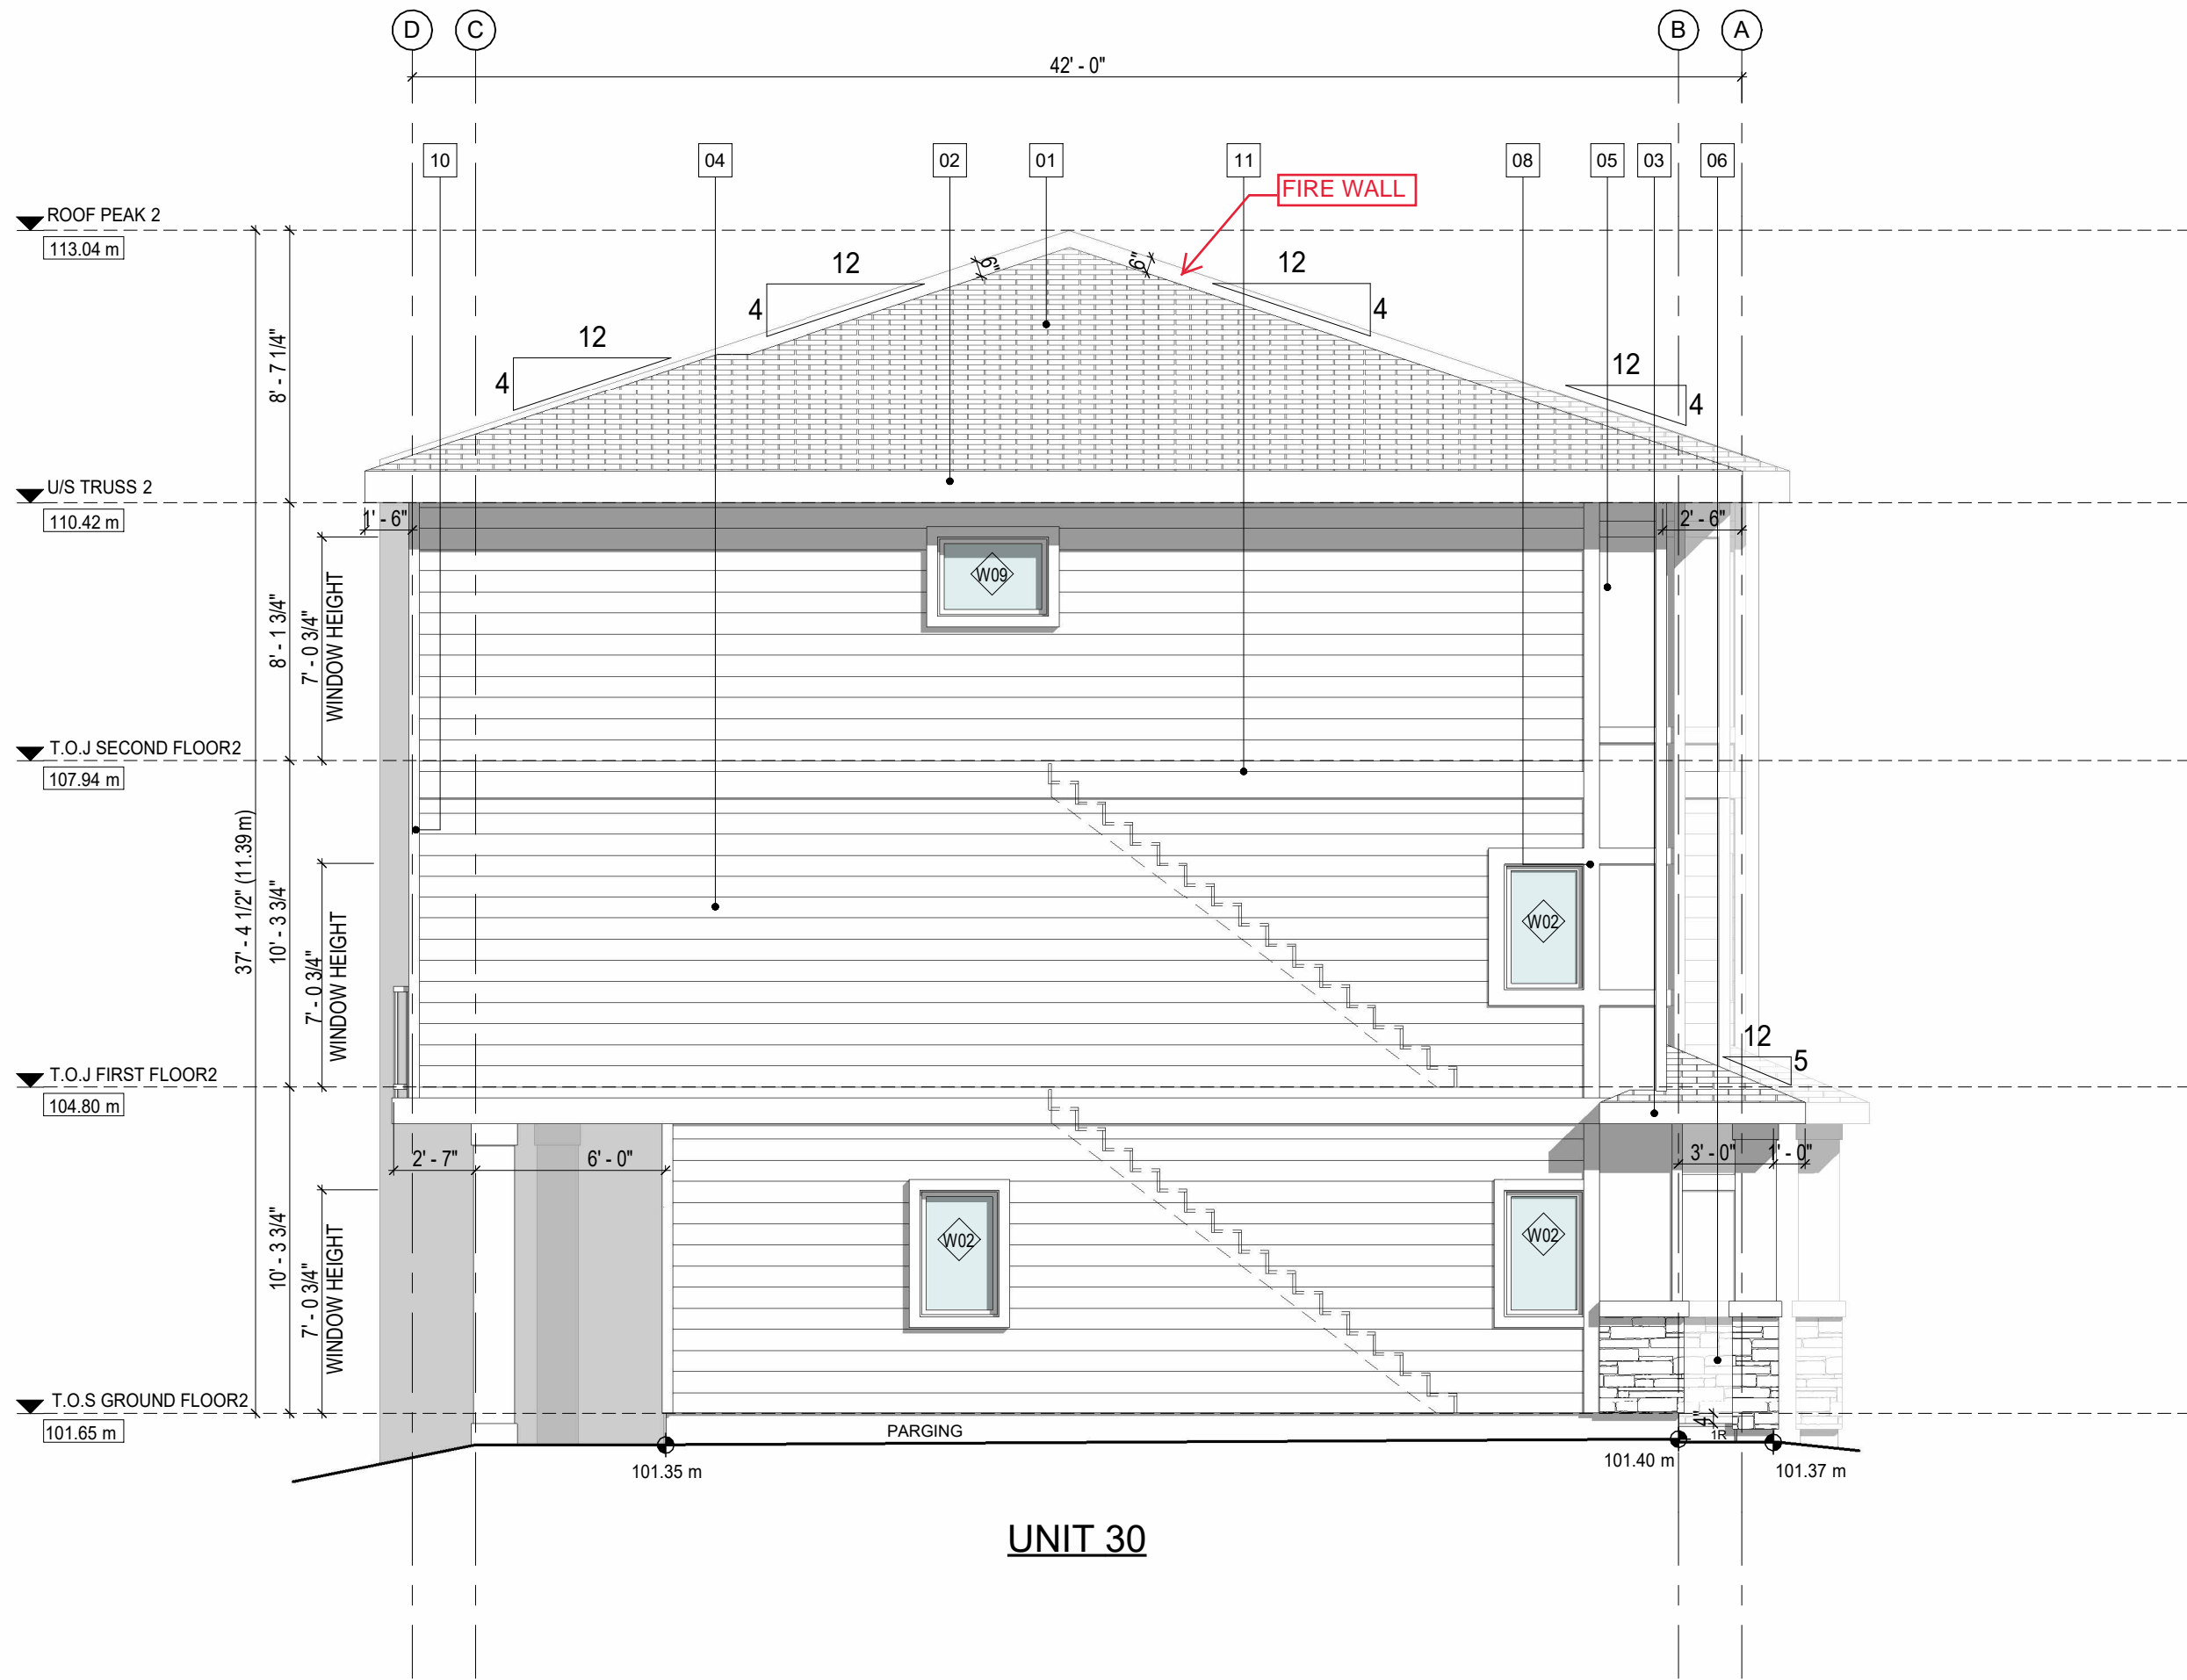 D
C
B
A
42' - 0"
10
04
02
01
11
08
05
03
06
FIRE WALL
ROOF PEAK 2
113.04 m
6"
6"
12
4
12
4
12
4
12
4
8' - 7 1/4"
U/S TRUSS 2
110.42 m
1' - 6"
2' - 6"
W09
8' - 1 3/4"
7' - 0 3/4"
WINDOW HEIGHT
T.O.J SECOND FLOOR2
107.94 m
37' - 4 1/2" (11.39 m)
10' - 3 3/4"
7' - 0 3/4"
WINDOW HEIGHT
W02
12
5
T.O.J FIRST FLOOR2
104.80 m
2' - 7"
6' - 0"
3' - 0"
1' - 0"
10' - 3 3/4"
7' - 0 3/4"
WINDOW HEIGHT
W02
W02
T.O.S GROUND FLOOR2
101.65 m
4"
1R
PARGING
101.35 m
101.40 m
101.37 m
UNIT 30